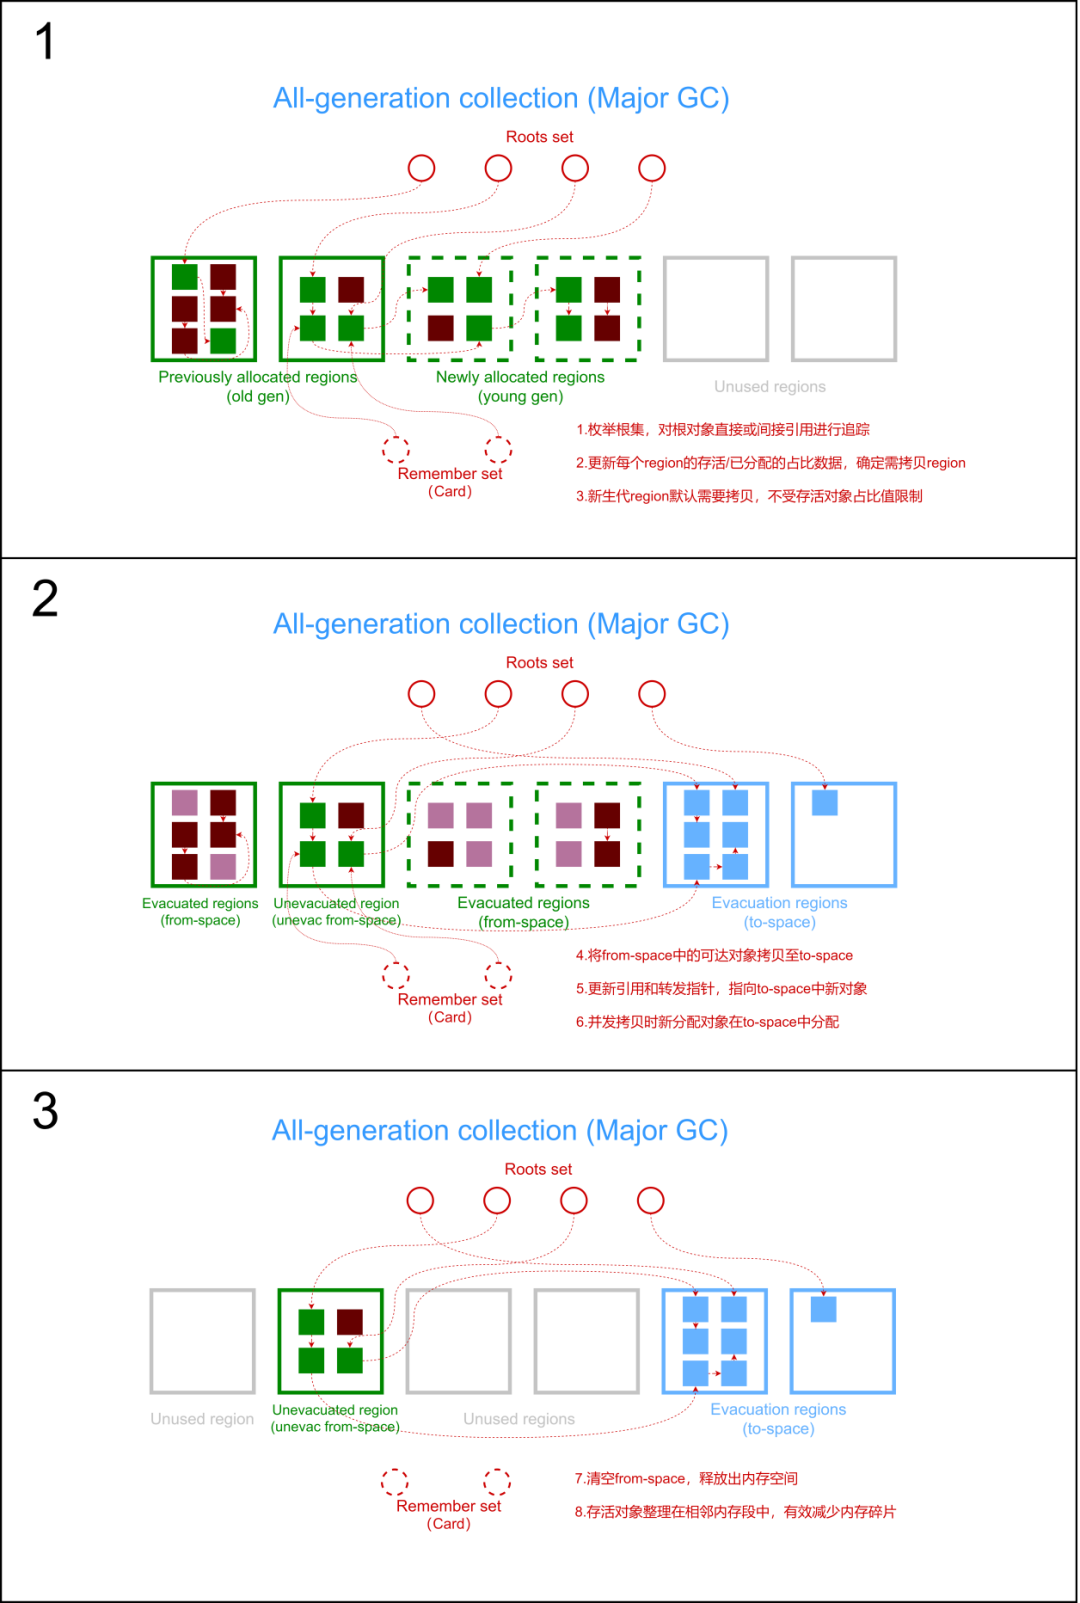 1
All-generation collection (Major GC)
Roots set
Previously allocated regions
(old gen)
Newly allocated regions
(young gen)
Unused regions
Remember set
(Card)
1.枚举根集，对根对象直接或间接引用进行追踪
2.更新每个region的存活/已分配的占比数据，确定需拷贝region
3.新生代region默认需要拷贝，不受存活对象占比值限制
2
All-generation collection (Major GC)
Roots set
Evacuated regions
(from-space)
Unevacuated region
(unevac from-space)
Evacuated regions
(from-space)
Evacuation regions
(to-space)
Remember set
(Card)
4.将from-space中的可达对象拷贝至to-space
5.更新引用和转发指针，指向to-space中新对象
6.并发拷贝时新分配对象在to-space中分配
3
All-generation collection (Major GC)
Roots set
Unused region
Unevacuated region
(unevac from-space)
Unused regions
Evacuation regions
(to-space)
Remember set
(Card)
7.清空from-space，释放出内存空间
8.存活对象整理在相邻内存段中，有效减少内存碎片